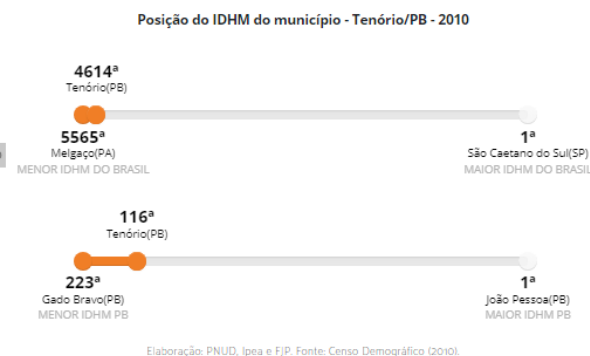 Posição do IDHM do município - Tenório/PB - 2010
4614ª
Tenório(PB)
5565ª
Melgaço(PA)
MENOR IDHM DO BRASIL
1ª
São Caetano do Sul(SP)
MAIOR IDHM DO BRASIL
116ª
Tenório(PB)
223ª
Gado Bravo(PB)
MENOR IDHM PB
1ª
João Pessoa(PB)
MAIOR IDHM PB
Elaboração: PNUD, Ipea e FJP. Fonte: Censo Demográfico (2010).